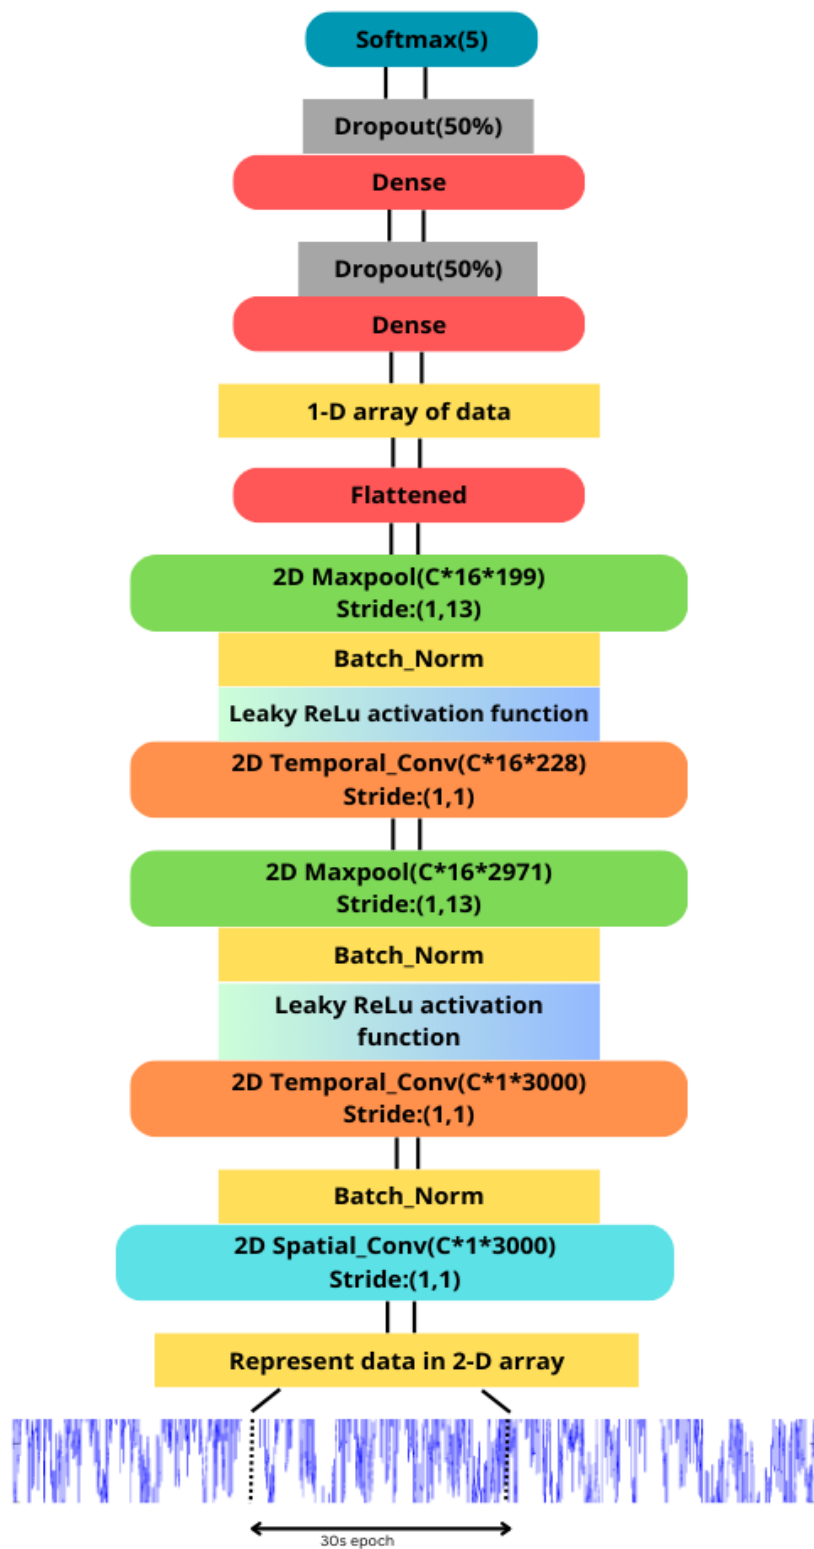 Softmax(5)
Dropout(50%)
Dense
Dropout(50%)
Dense
1-D array of data
Flattened
2D Maxpool(C*16*199)
Stride:(1,13)
Batch_Norm
Leaky ReLu activation function
2D Temporal_Conv(C*16*228)
Stride:(1,1)
2D Maxpool(C*16*2971)
Stride:(1,13)
Batch_Norm
Leaky ReLu activation
function
2D Temporal_Conv(C*1*3000)
Stride:(1,1)
Batch_Norm
2D Spatial_Conv(C*1*3000)
Stride:(1,1)
Represent data in 2-D array
30s epoch